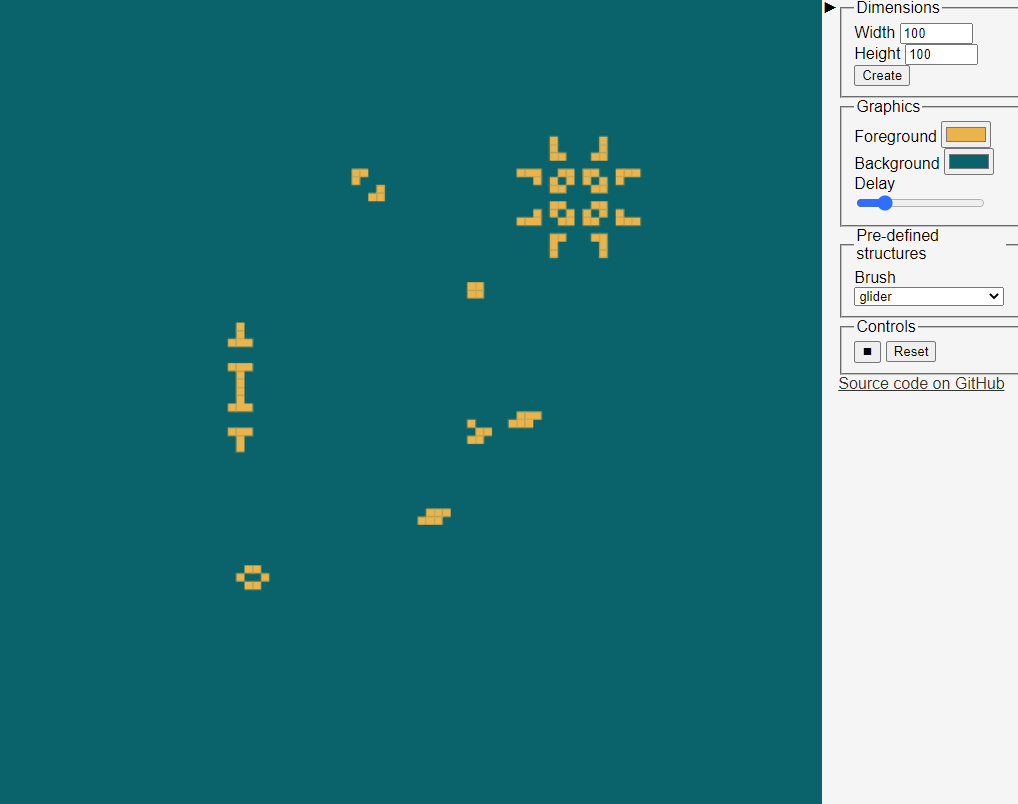 Dimensions
Width 100
Height 100
Create
Graphics
Foreground
Background
Delay
Pre-defined
structures
Brush
glider
Controls
Reset
Source code on GitHub